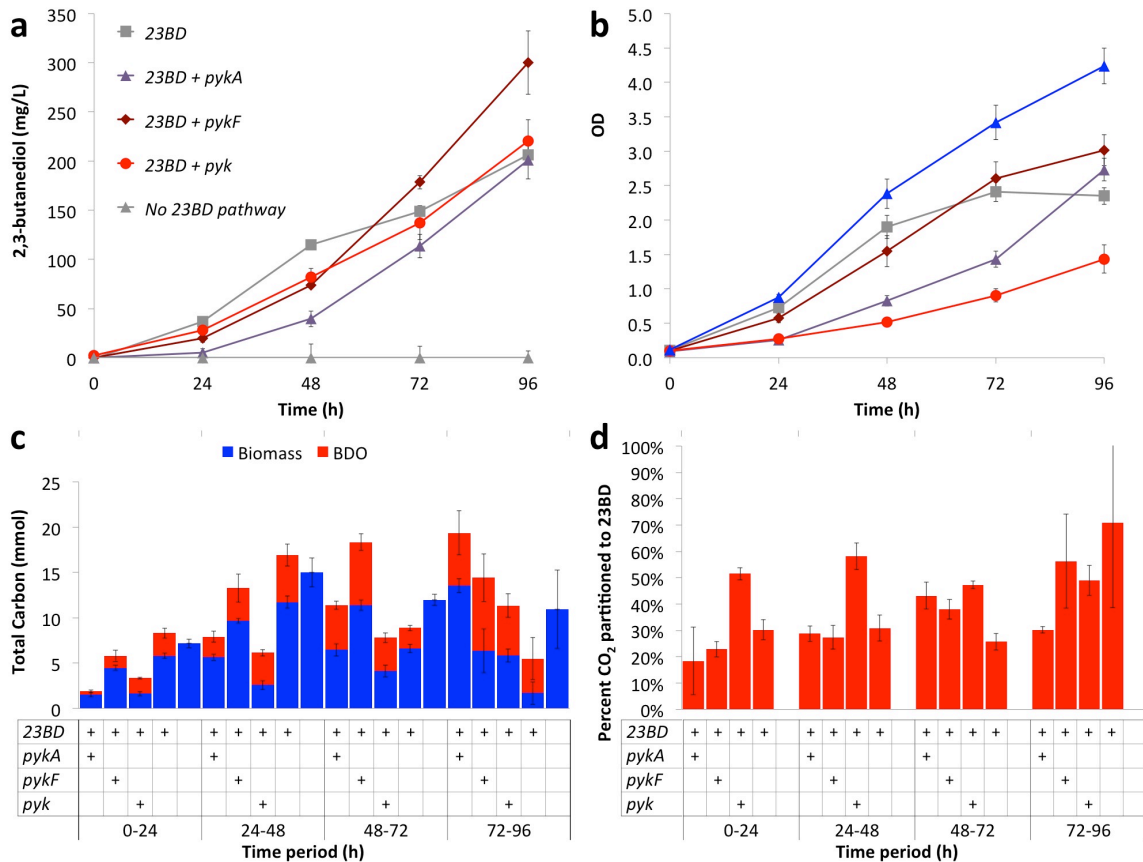 a
350
300
250
200
150
100
50
0
2,3-butanediol (mg/L)
23BD
23BD + pykA
23BD + pykF
23BD + pyk
No 23BD pathway
0 24 48 72 96
Time (h)
b
5.0
4.5
4.0
3.5
3.0
2.5
2.0
1.5
1.0
0.5
0.0
OD
0 24 48 72 96
Time (h)
c
Biomass BDO
25
20
15
10
5
0
Total Carbon (mmol)
23BD + + + + + + + + + + + + + + + +
pykA + + + +
pykF + + + +
pyk + + + +
0-24 24-48 48-72 72-96
Time period (h)
d
100%
90%
80%
70%
60%
50%
40%
30%
20%
10%
0%
Percent CO2 partitioned to 23BD
23BD + + + + + + + + + + + + + + + +
pykA + + + +
pykF + + + +
pyk + + + +
0-24 24-48 48-72 72-96
Time period (h)